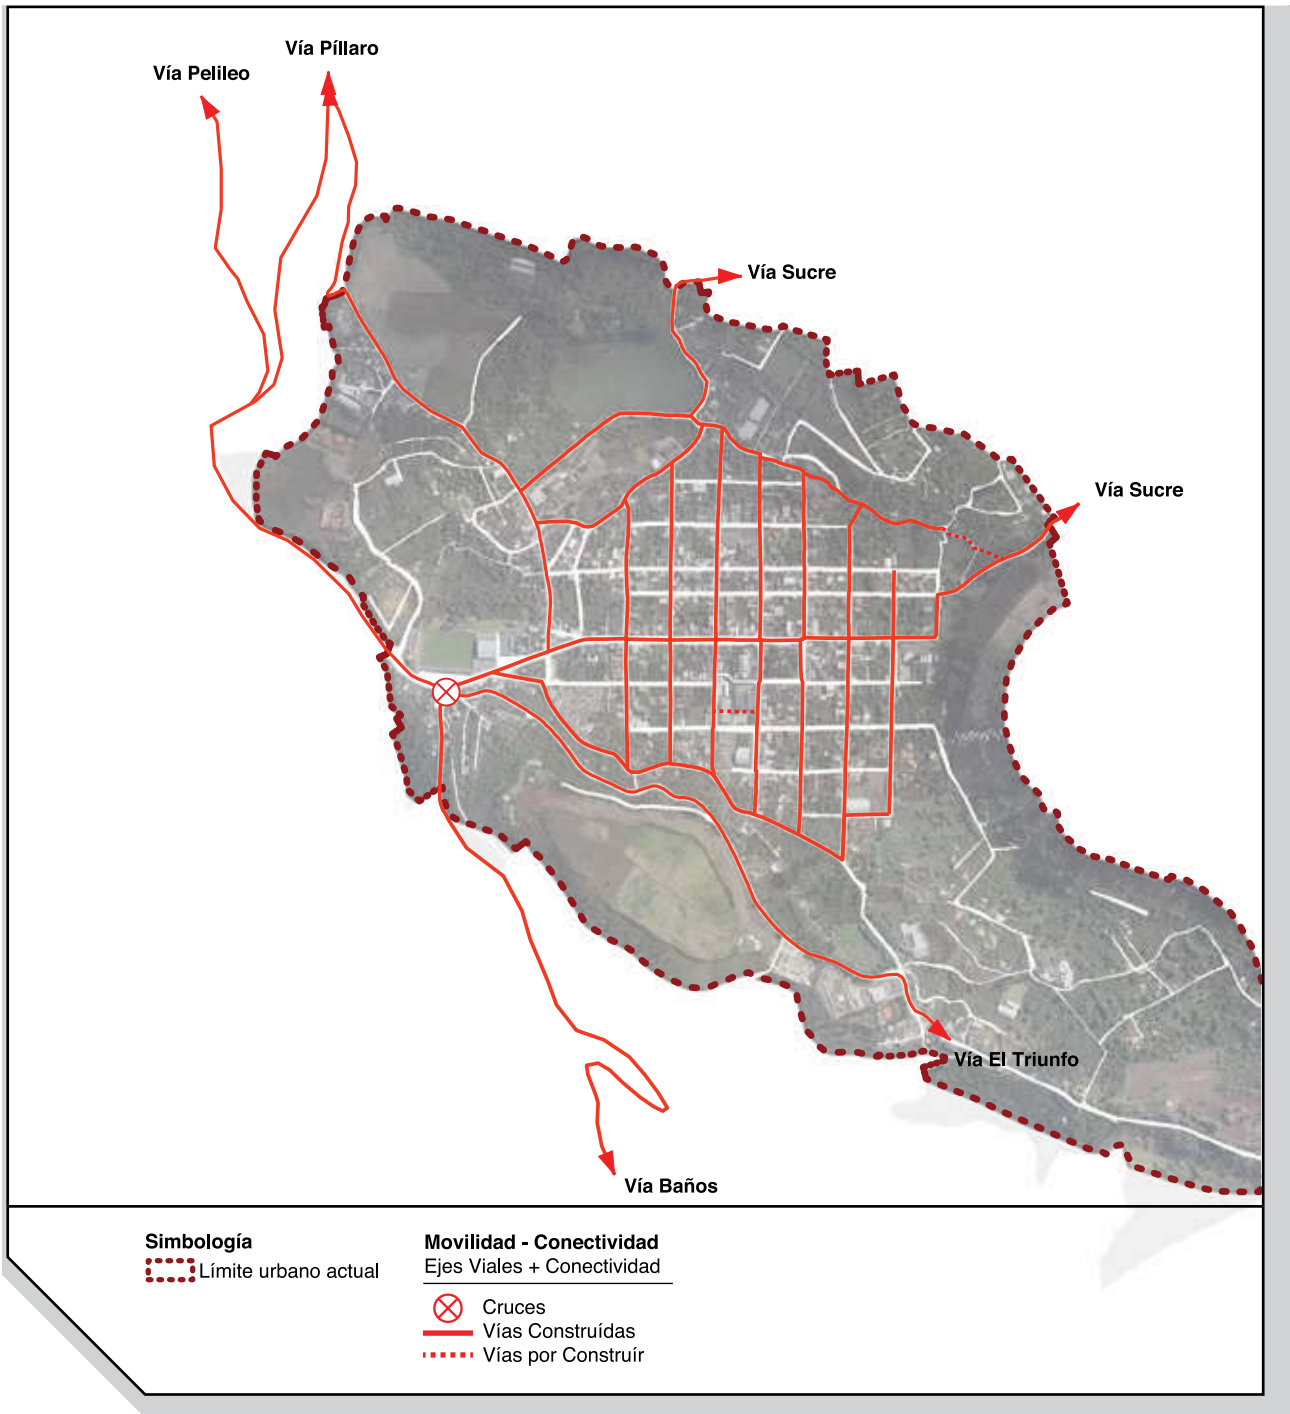 Vía Píllaro
Vía Pelileo
Vía Sucre
Vía Sucre
Vía El Triunfo
Vía Baños
Simbología
Límite urbano actual
Movilidad - Conectividad
Ejes Viales + Conectividad
Cruces
Vías Construídas
Vías por Construír